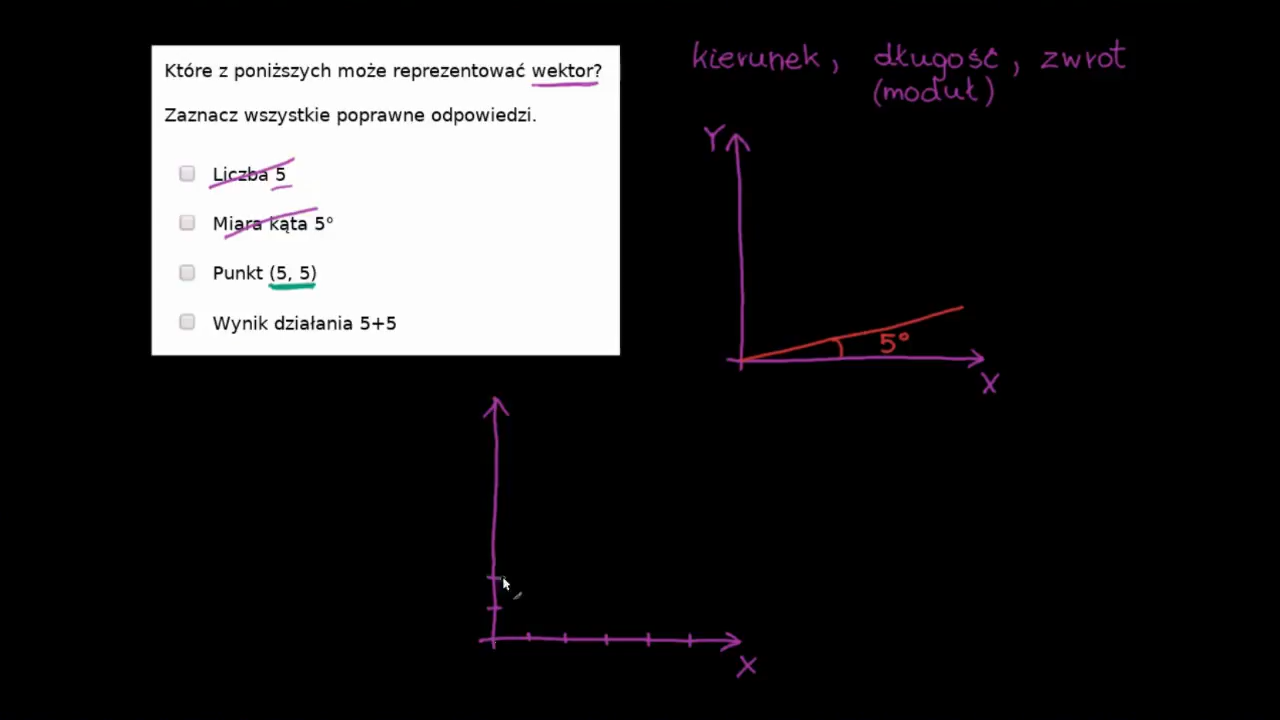 Które z poniższych może reprezentować wektor?
Zaznacz wszystkie poprawne odpowiedzi.
Liczba 5
Miara kąta 5°
Punkt (5, 5)
Wynik działania 5+5
kierunek, długość, zwrot
(moduł)
Y
5°
X
X